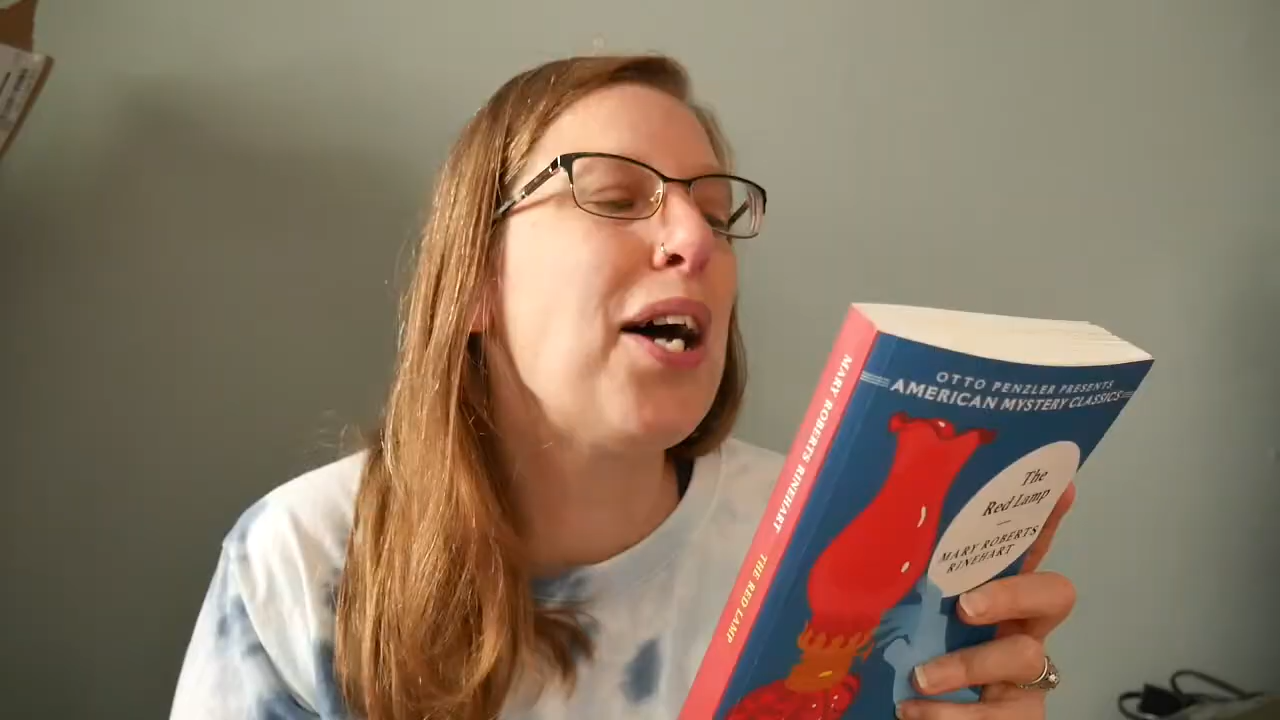 MARY ROBERTS RINEHART THE RED LAMP
OTTO PENZLER PRESENTS
AMERICAN MYSTERY CLASSICS
The
Red Lamp
MARY ROBERTS
RINEHART